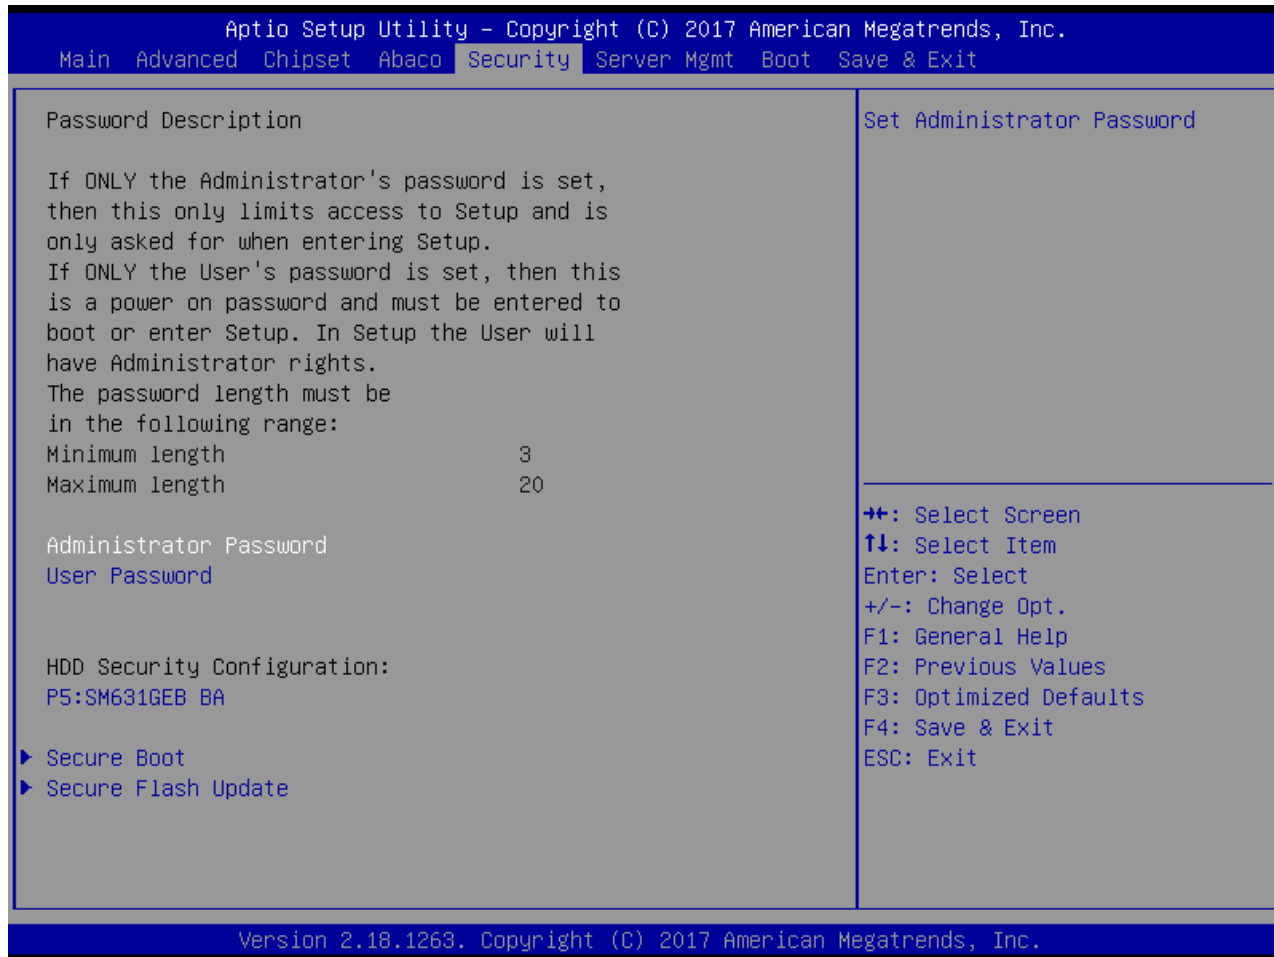 Aptio Setup Utility – Copyright (C) 2017 American Megatrends, Inc.
Main Advanced Chipset Abaco Security Server Mgmt Boot Save & Exit
Password Description
If ONLY the Administrator's password is set,
then this only limits access to Setup and is
only asked for when entering Setup.
If ONLY the User's password is set, then this
is a power on password and must be entered to
boot or enter Setup. In Setup the User will
have Administrator rights.
The password length must be
in the following range:
Minimum length 3
Maximum length 20
Administrator Password
User Password
HDD Security Configuration:
P5:SM631GEB BA
Secure Boot
Secure Flash Update
Set Administrator Password
→←: Select Screen
↑↓: Select Item
Enter: Select
+/-: Change Opt.
F1: General Help
F2: Previous Values
F3: Optimized Defaults
F4: Save & Exit
ESC: Exit
Version 2.18.1263. Copyright (C) 2017 American Megatrends, Inc.